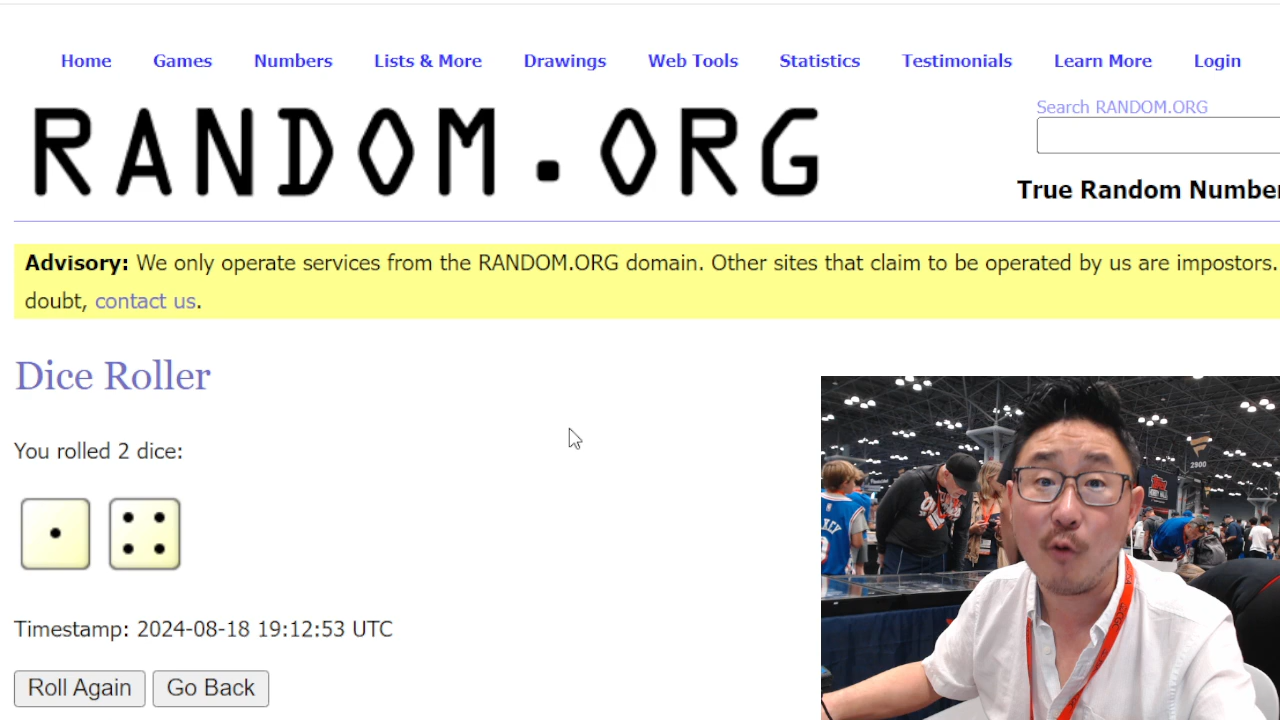 Home Games Numbers Lists & More Drawings Web Tools Statistics Testimonials Learn More Login
RANDOM.ORG
Search RANDOM.ORG
True Random Number
Advisory: We only operate services from the RANDOM.ORG domain. Other sites that claim to be operated by us are impostors.
doubt, contact us.
Dice Roller
You rolled 2 dice:
Timestamp: 2024-08-18 19:12:53 UTC
Roll Again Go Back
2900